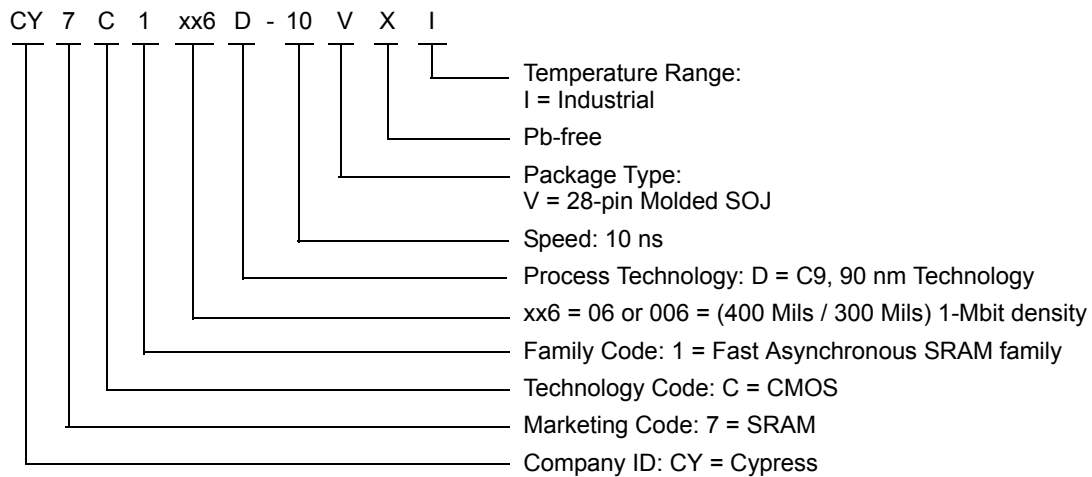 CY 7 C 1 xx6 D - 10 V X I
Temperature Range:
I = Industrial
Pb-free
Package Type:
V = 28-pin Molded SOJ
Speed: 10 ns
Process Technology: D = C9, 90 nm Technology
xx6 = 06 or 006 = (400 Mils / 300 Mils) 1-Mbit density
Family Code: 1 = Fast Asynchronous SRAM family
Technology Code: C = CMOS
Marketing Code: 7 = SRAM
Company ID: CY = Cypress